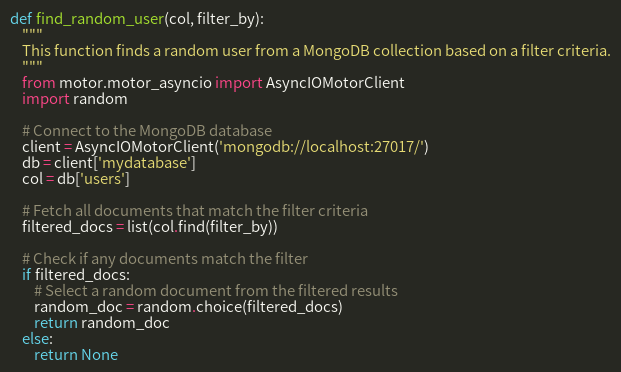 def find_random_user(col, filter_by):
    """
    This function finds a random user from a MongoDB collection based on a filter criteria.
    """
    from motor.motor_asyncio import AsyncIOMotorClient
    import random

    # Connect to the MongoDB database
    client = AsyncIOMotorClient('mongodb://localhost:27017/')
    db = client['mydatabase']
    col = db['users']

    # Fetch all documents that match the filter criteria
    filtered_docs = list(col.find(filter_by))

    # Check if any documents match the filter
    if filtered_docs:
        # Select a random document from the filtered results
        random_doc = random.choice(filtered_docs)
        return random_doc
    else:
        return None